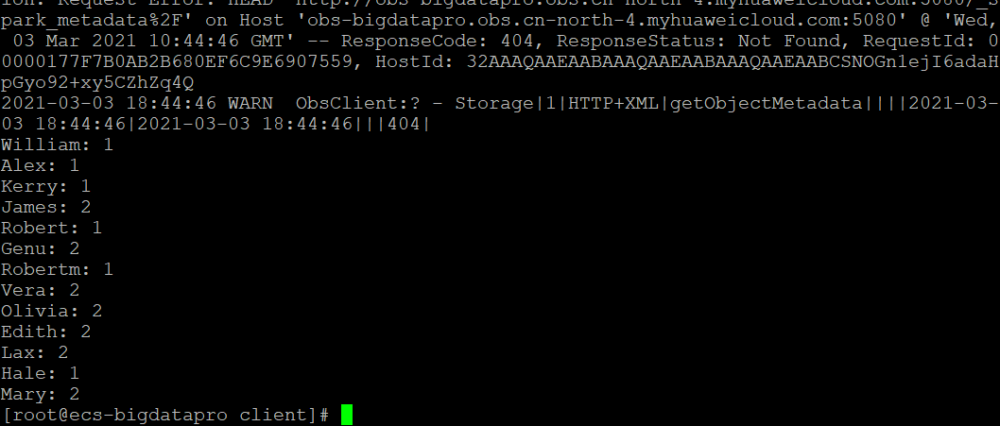 ion: Request Error: HEAD 'http://obs-bigdatapro.obs.cn-north-4.myhuaweicloud.com:5080/_s
park_metadata%2F' on Host 'obs-bigdatapro.obs.cn-north-4.myhuaweicloud.com:5080' @ 'Wed,
 03 Mar 2021 10:44:46 GMT' -- ResponseCode: 404, ResponseStatus: Not Found, RequestId: 0
0000177F7B0AB2B680EF6C9E6907559, HostId: 32AAAQAAEAABAAAQAAEAABAAAQAAEAABCSNOGn1ejI6adaH
pGyo92+xy5CZhZq4Q
2021-03-03 18:44:46 WARN  ObsClient:? - Storage|1|HTTP+XML|getObjectMetadata||||2021-03-
03 18:44:46|2021-03-03 18:44:46|||404|
William: 1
Alex: 1
Kerry: 1
James: 2
Robert: 1
Genu: 2
Robertm: 1
Vera: 2
Olivia: 2
Edith: 2
Lax: 2
Hale: 1
Mary: 2
[root@ecs-bigdatapro client]#